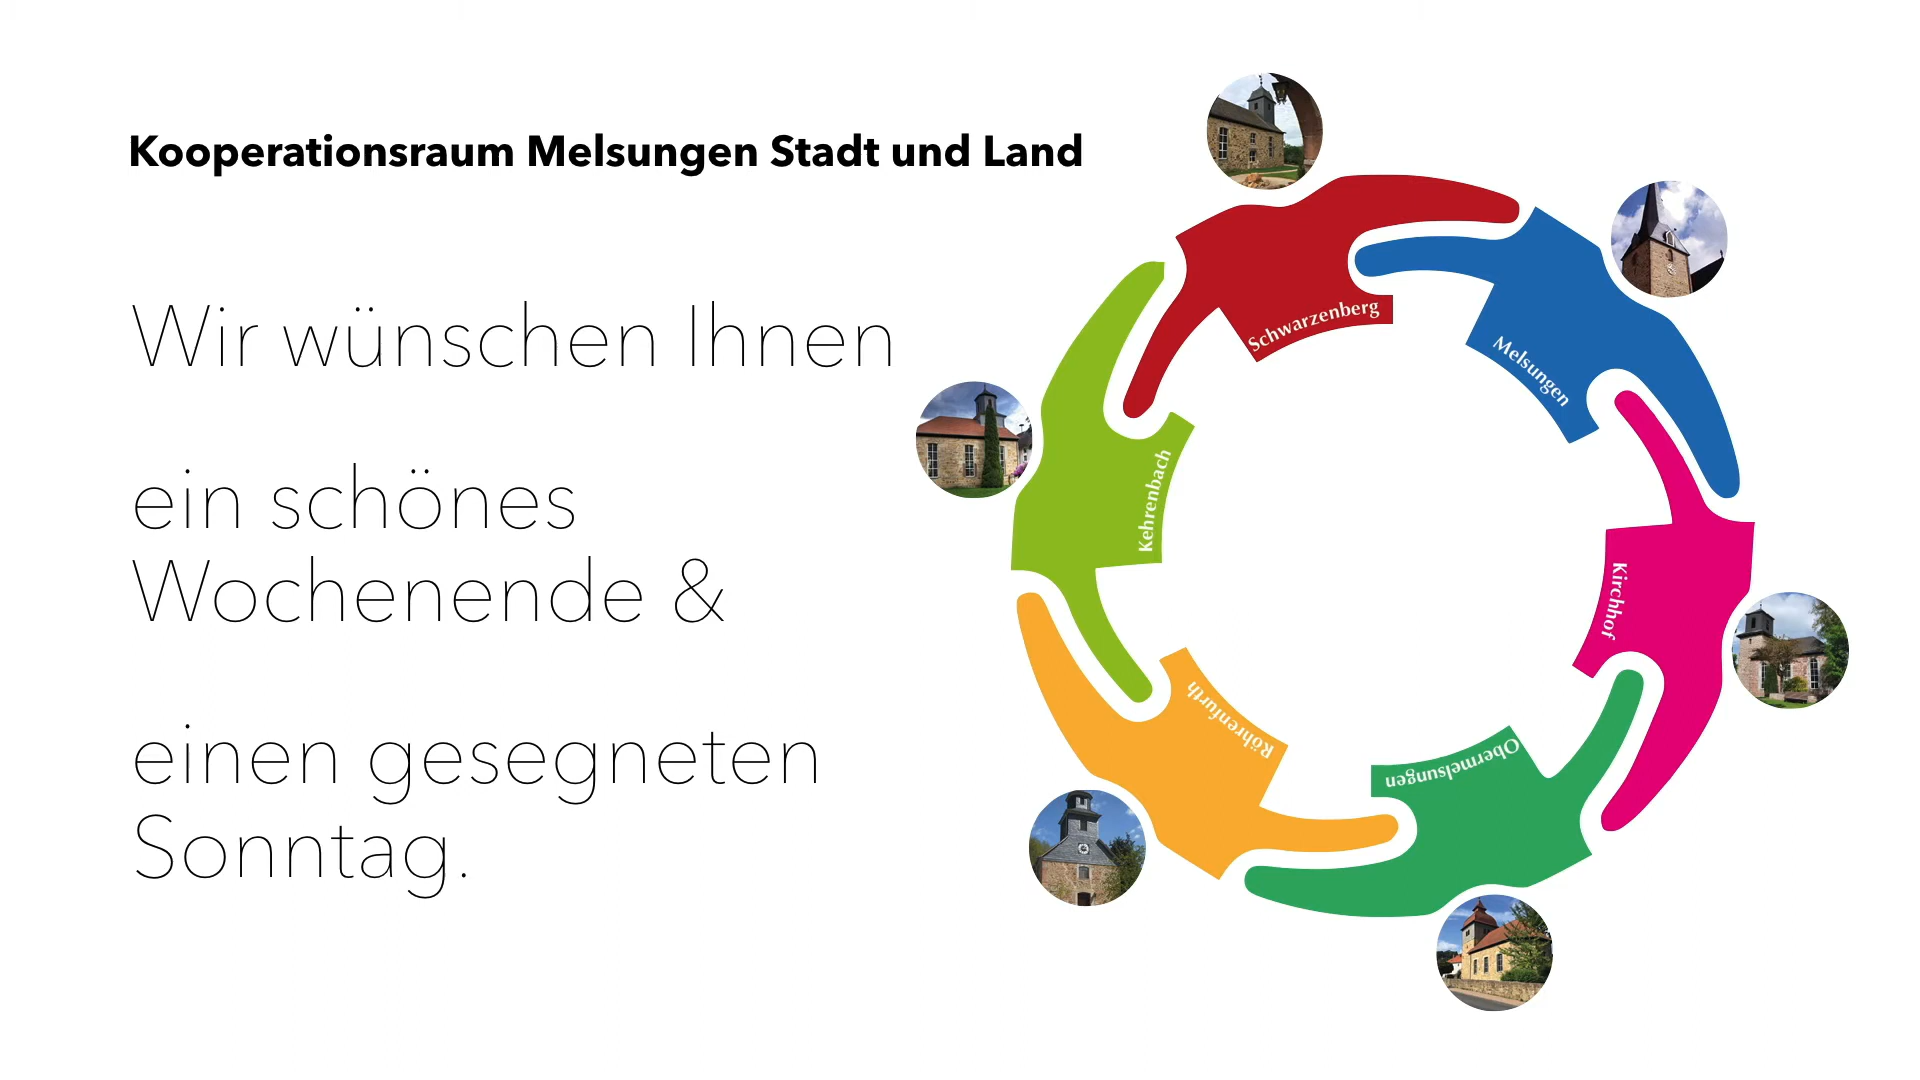 Kooperationsraum Melsungen Stadt und Land
Wir wünschen Ihnen
ein schönes
Wochenende &
einen gesegneten
Sonntag.
Schwarzenberg
Melsungen
Kirchhof
Obermelsungen
Röhrenfurth
Kehrenbach